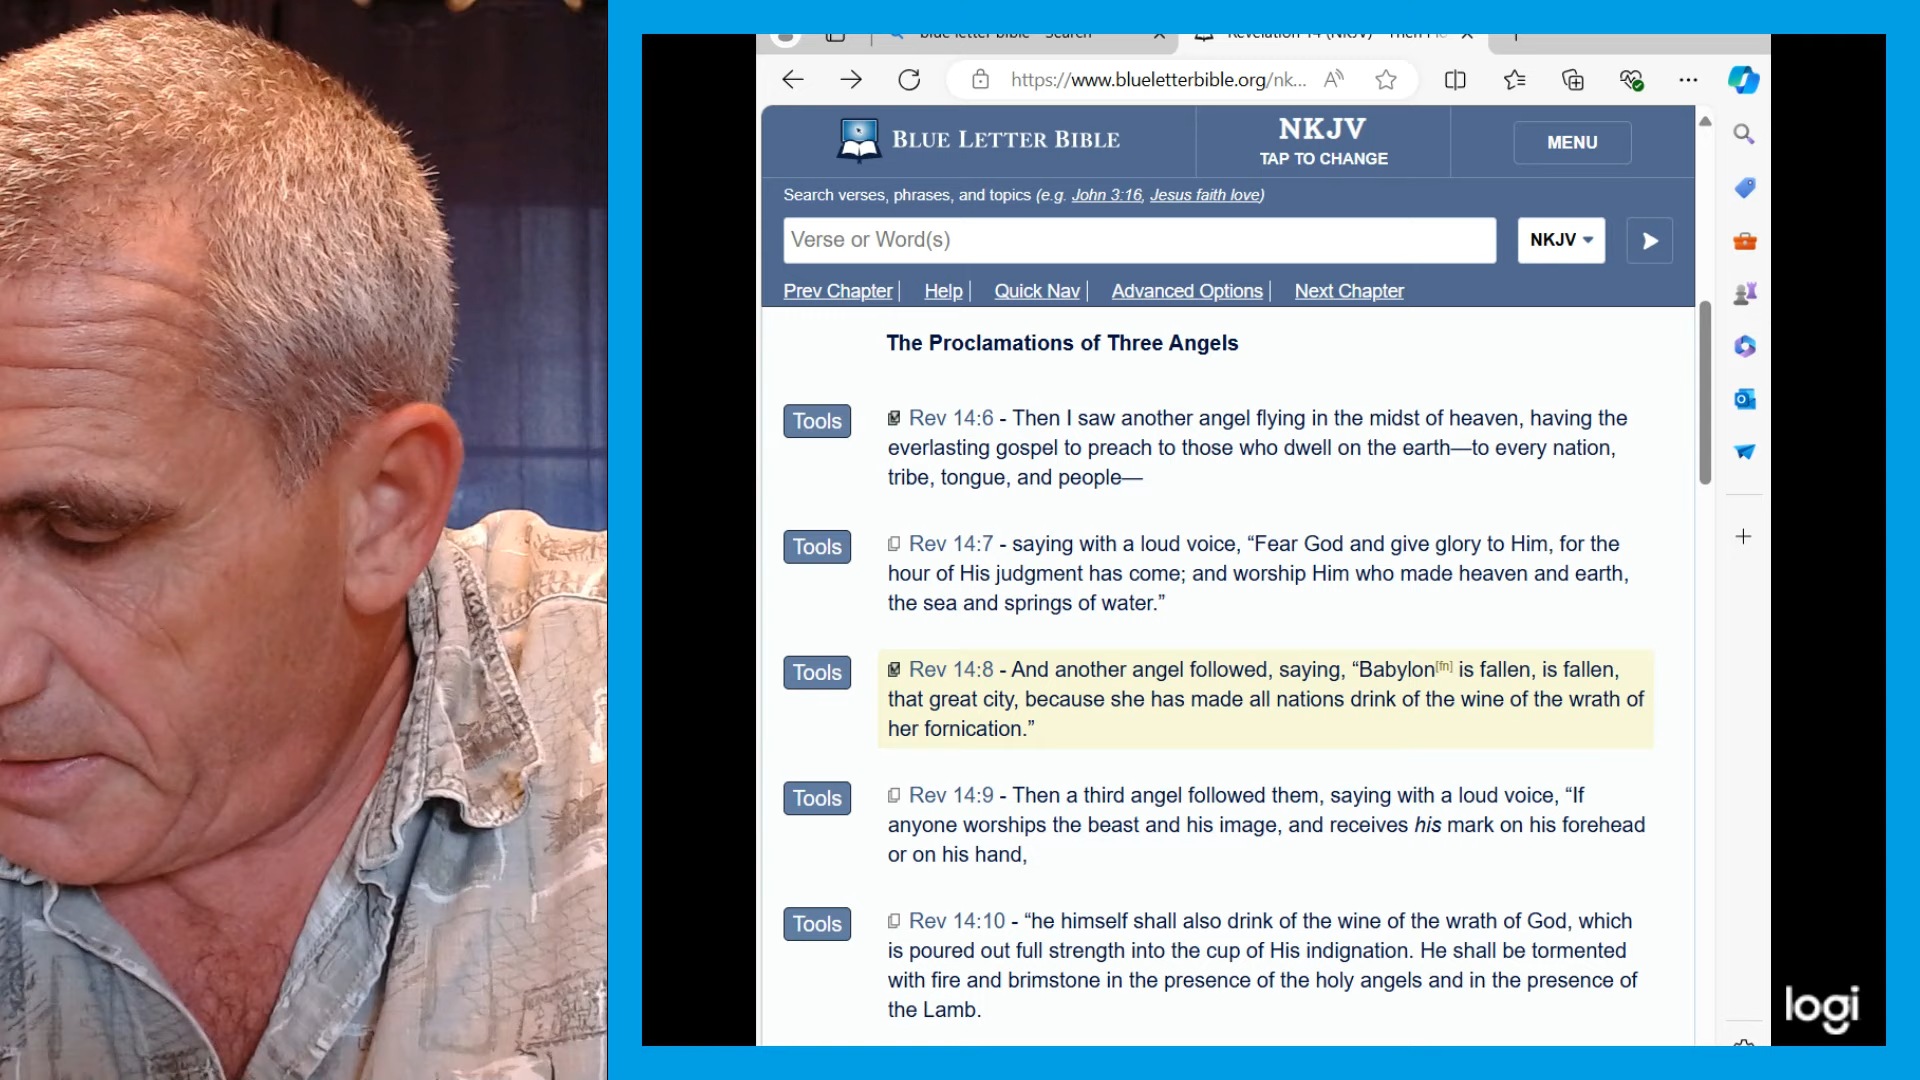 blue letter bible - Search
Revelation 14 (NKJV) - Then I
https://www.blueletterbible.org/nk...
BLUE LETTER BIBLE
NKJV
TAP TO CHANGE
MENU
Search verses, phrases, and topics (e.g. John 3:16, Jesus faith love)
Verse or Word(s)
NKJV
Prev Chapter| Help| Quick Nav| Advanced Options| Next Chapter
The Proclamations of Three Angels
Tools
Rev 14:6 - Then I saw another angel flying in the midst of heaven, having the
everlasting gospel to preach to those who dwell on the earth—to every nation,
tribe, tongue, and people—
Tools
Rev 14:7 - saying with a loud voice, “Fear God and give glory to Him, for the
hour of His judgment has come; and worship Him who made heaven and earth,
the sea and springs of water.”
Tools
Rev 14:8 - And another angel followed, saying, “Babylon[fn] is fallen, is fallen,
that great city, because she has made all nations drink of the wine of the wrath of
her fornication.”
Tools
Rev 14:9 - Then a third angel followed them, saying with a loud voice, “If
anyone worships the beast and his image, and receives his mark on his forehead
or on his hand,
Tools
Rev 14:10 - “he himself shall also drink of the wine of the wrath of God, which
is poured out full strength into the cup of His indignation. He shall be tormented
with fire and brimstone in the presence of the holy angels and in the presence of
the Lamb.
logi